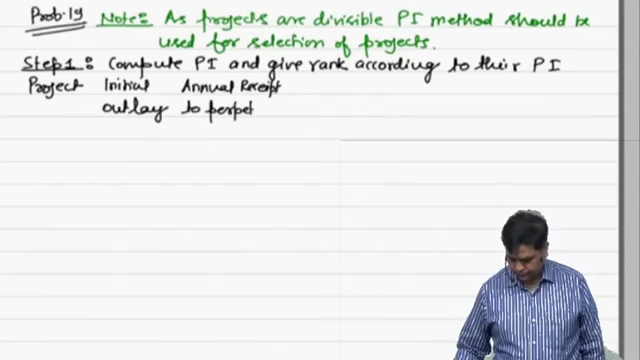 Prob.19 Note:- As projects are divisible PI method should be
used for selection of projects.
Step 1: Compute PI and give rank according to their PI
Project Initial Annual Receipt
outlay to perpet